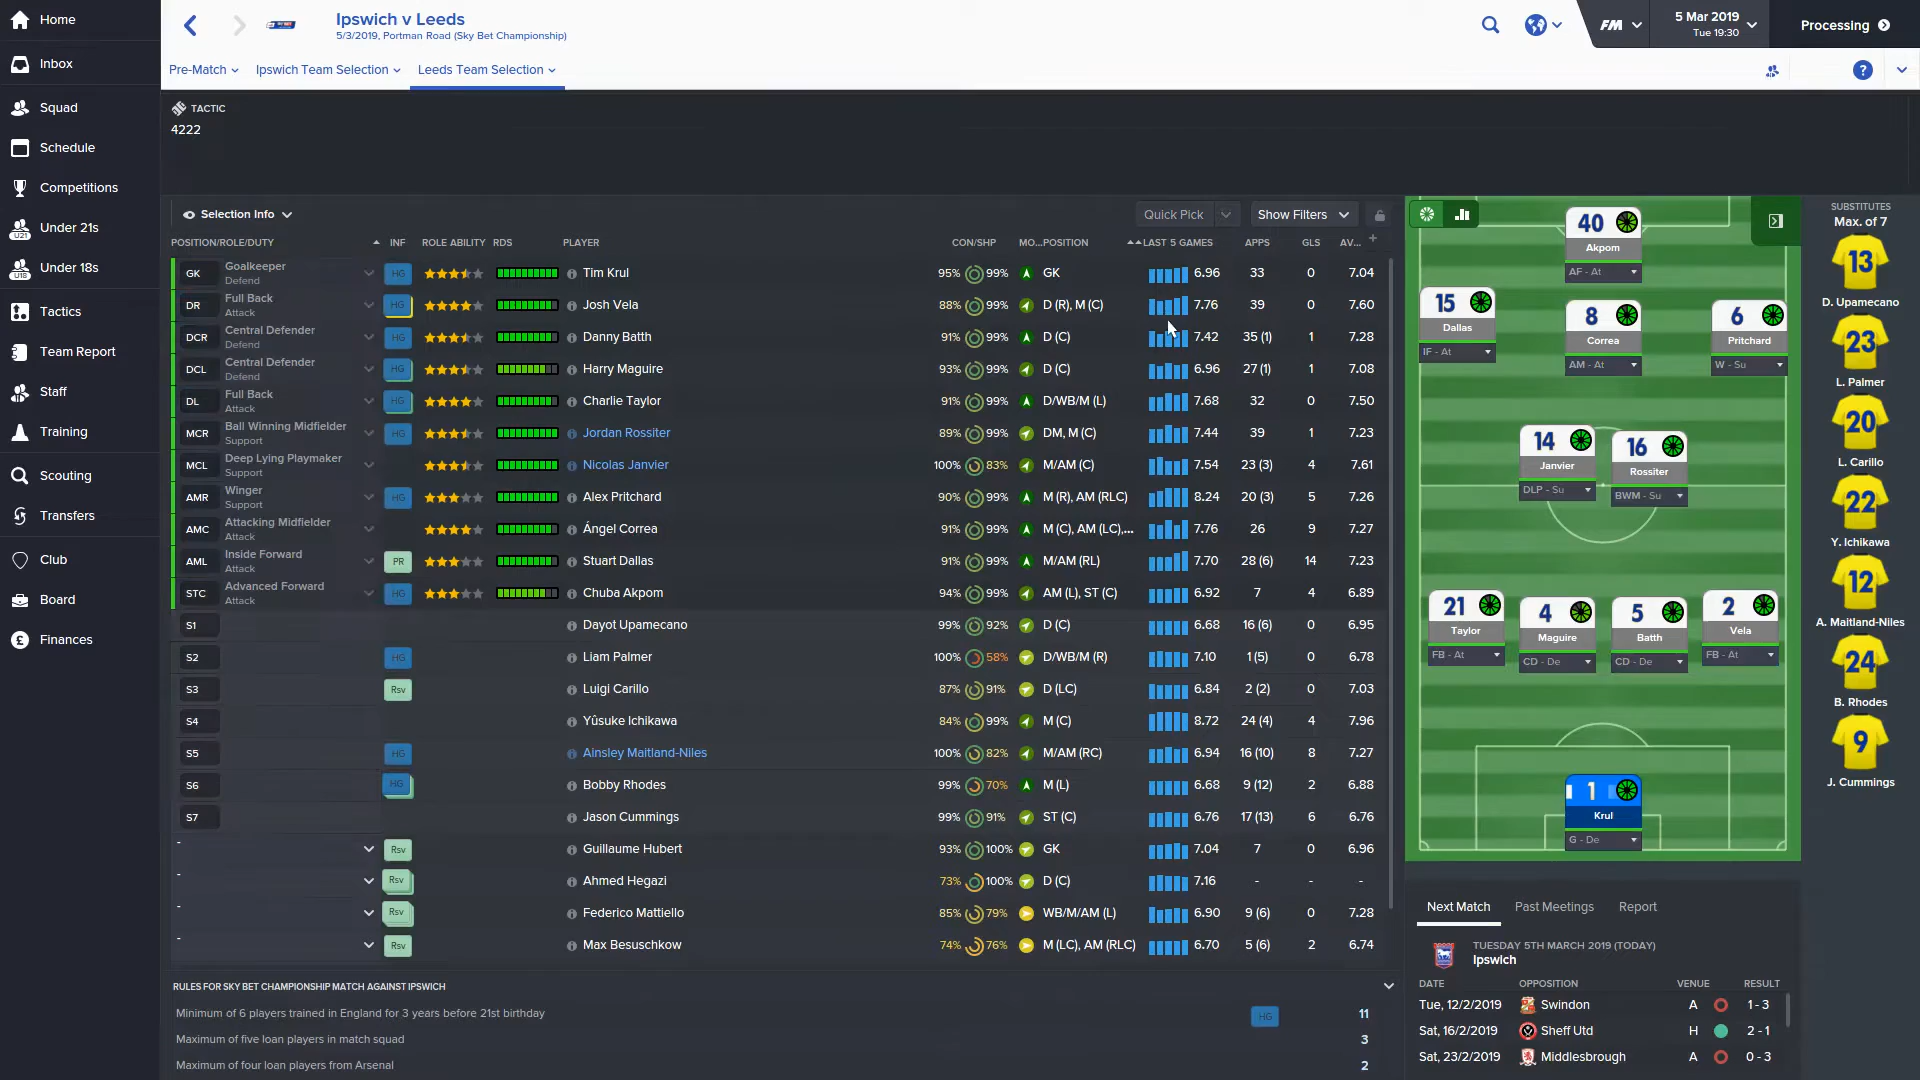 Home
Inbox
Squad
Schedule
Competitions
Under 21s
Under 18s
Tactics
Team Report
Staff
Training
Scouting
Transfers
Club
Board
Finances
Ipswich v Leeds
5/3/2019, Portman Road (Sky Bet Championship)
FM
5 Mar 2019
Tue 19:30
Processing
Pre-Match
Ipswich Team Selection
Leeds Team Selection
?
TACTIC
4222
Selection Info
Quick Pick
Show Filters
POSITION/ROLE/DUTY INF ROLE ABILITY RDS PLAYER CON/SHP MO... POSITION LAST 5 GAMES APPS GLS AV... +
GK Goalkeeper Defend HG Tim Krul 95% 99% GK 6.96 33 0 7.04
DR Full Back Attack HG Josh Vela 88% 99% D (R), M (C) 7.76 39 0 7.60
DCR Central Defender Defend HG Danny Batth 91% 99% D (C) 7.42 35 (1) 1 7.28
DCL Central Defender Defend HG Harry Maguire 93% 99% D (C) 6.96 27 (1) 1 7.08
DL Full Back Attack HG Charlie Taylor 91% 99% D/WB/M (L) 7.68 32 0 7.50
MCR Ball Winning Midfielder Support HG Jordan Rossiter 89% 99% DM, M (C) 7.44 39 1 7.23
MCL Deep Lying Playmaker Support Nicolas Janvier 100% 83% M/AM (C) 7.54 23 (3) 4 7.61
AMR Winger Support HG Alex Pritchard 90% 99% M (R), AM (RLC) 8.24 20 (3) 5 7.26
AMC Attacking Midfielder Attack Ángel Correa 91% 99% M (C), AM (LC),... 7.76 26 9 7.27
AML Inside Forward Attack PR Stuart Dallas 91% 99% M/AM (RL) 7.70 28 (6) 14 7.23
STC Advanced Forward Attack HG Chuba Akpom 94% 99% AM (L), ST (C) 6.92 7 4 6.89
S1 Dayot Upamecano 99% 92% D (C) 6.68 16 (6) 0 6.95
S2 HG Liam Palmer 100% 58% D/WB/M (R) 7.10 1 (5) 0 6.78
S3 Rsv Luigi Carillo 87% 91% D (LC) 6.84 2 (2) 0 7.03
S4 Yûsuke Ichikawa 84% 99% M (C) 8.72 24 (4) 4 7.96
S5 HG Ainsley Maitland-Niles 100% 82% M/AM (RC) 6.94 16 (10) 8 7.27
S6 HG Bobby Rhodes 99% 70% M (L) 6.68 9 (12) 2 6.88
S7 Jason Cummings 99% 91% ST (C) 6.76 17 (13) 6 6.76
- Rsv Guillaume Hubert 93% 100% GK 7.04 7 0 6.96
- Rsv Ahmed Hegazi 73% 100% D (C) 7.16 - - -
- Rsv Federico Mattiello 85% 79% WB/M/AM (L) 6.90 9 (6) 0 7.28
- Rsv Max Besuschkow 74% 76% M (LC), AM (RLC) 6.70 5 (6) 2 6.74
RULES FOR SKY BET CHAMPIONSHIP MATCH AGAINST IPSWICH
Minimum of 6 players trained in England for 3 years before 21st birthday HG 11
Maximum of five loan players in match squad 3
Maximum of four loan players from Arsenal 2
40
Akpom
AF - At
15
Dallas
IF - At
8
Correa
AM - At
6
Pritchard
W - Su
14
Janvier
DLP - Su
16
Rossiter
BWM - Su
21
Taylor
FB - At
4
Maguire
CD - De
5
Batth
CD - De
2
Vela
FB - At
1
Krul
G - De
SUBSTITUTES
Max. of 7
13
D. Upamecano
23
L. Palmer
20
L. Carillo
22
Y. Ichikawa
12
A. Maitland-Niles
24
B. Rhodes
9
J. Cummings
Next Match
Past Meetings
Report
TUESDAY 5TH MARCH 2019 (TODAY)
Ipswich
DATE OPPOSITION VENUE RESULT
Tue, 12/2/2019 Swindon A 1 - 3
Sat, 16/2/2019 Sheff Utd H 2 - 1
Sat, 23/2/2019 Middlesbrough A 0 - 3